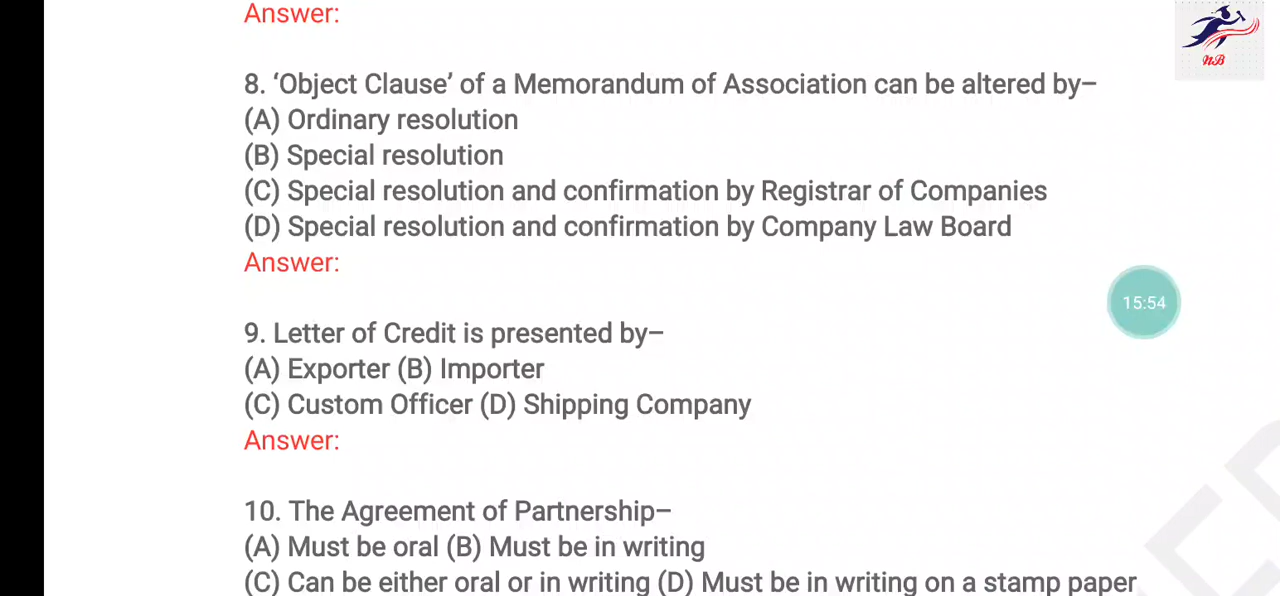 Answer:
NB
8. ‘Object Clause’ of a Memorandum of Association can be altered by–
(A) Ordinary resolution
(B) Special resolution
(C) Special resolution and confirmation by Registrar of Companies
(D) Special resolution and confirmation by Company Law Board
Answer:
15:54
9. Letter of Credit is presented by–
(A) Exporter (B) Importer
(C) Custom Officer (D) Shipping Company
Answer:
10. The Agreement of Partnership–
(A) Must be oral (B) Must be in writing
(C) Can be either oral or in writing (D) Must be in writing on a stamp paper